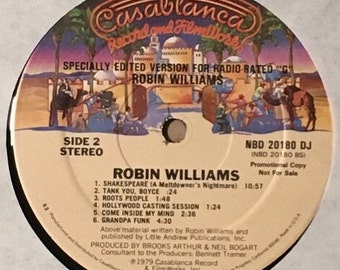 Casablanca
Record and FilmWorks
SPECIALLY EDITED VERSION FOR RADIO RATED "G"
ROBIN WILLIAMS
SIDE 2
STEREO
NBD 20180 DJ
(NBD 20180 BS)
Promotional Copy
Not For Sale
ROBIN WILLIAMS
1. SHAKESPEARE (A Meltdowner's Nightmare) 10:57
2. TANK YOU, BOYCE :24
3. ROOTS PEOPLE 1:48
4. HOLLYWOOD CASTING SESSION 1:24
5. COME INSIDE MY MIND
6. GRANDPA FUNK
Above material written by Robin Williams and
published by Little Andrew Publications, Inc.
PRODUCED BY BROOKS ARTHUR & NEIL BOGART
Consultant to the Producers: Bennett Tramer
℗1979 Casablanca Record
& FilmWorks, Inc.